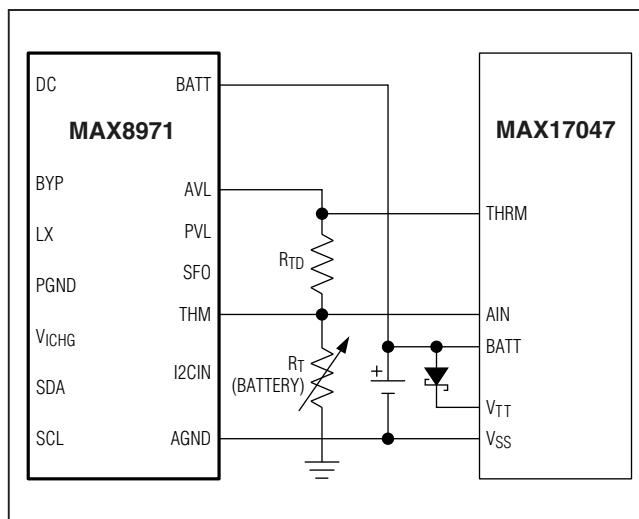 DC BATT
MAX8971
MAX17047
BYP
AVL
THRM
LX
PVL
RTD
SFO
PGND
THM
AIN
VICHG
BATT
RT
(BATTERY)
I2CIN
+
SDA
VTT
SCL
AGND
VSS